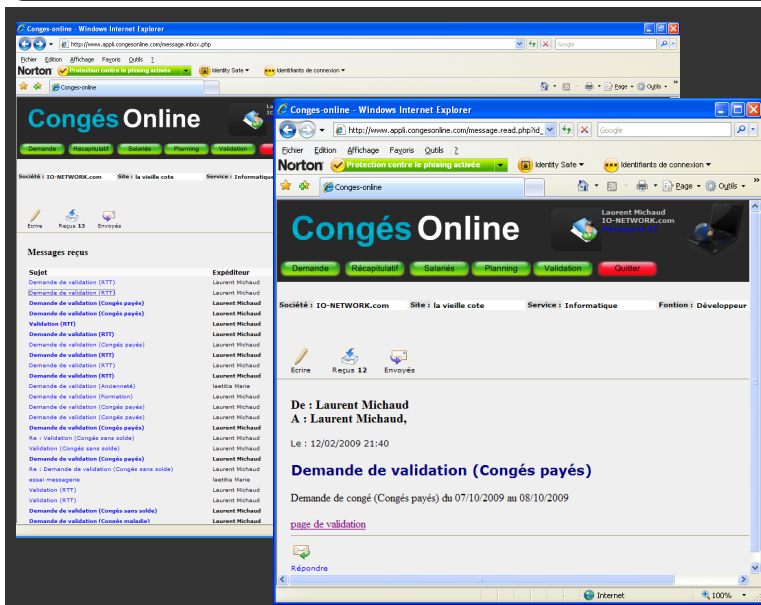 Conges-online - Windows Internet Explorer
http://www.appli.congesonline.com/message.inbox.php
Google
Fichier Edition Affichage Favoris Outils ?
Norton Protection contre le phising activée Identity Safe Identifiants de connexion
Conges-online Page Outils
Congés Online
Demande Récapitulatif Salariés Planning Validation
Société : IO-NETWORK.com Site : la vieille cote Service : Informatique
Ecrire Reçus 13 Envoyés
Messages reçus
Sujet Expéditeur
Demande de validation (RTT) Laurent Michaud
Demande de validation (RTT) Laurent Michaud
Demande de validation (Congés payés) Laurent Michaud
Demande de validation (Congés payés) Laurent Michaud
Validation (RTT) Laurent Michaud
Demande de validation (RTT) Laurent Michaud
Demande de validation (Congés payés) Laurent Michaud
Demande de validation (RTT) Laurent Michaud
Demande de validation (RTT) Laurent Michaud
Demande de validation (RTT) Laurent Michaud
Demande de validation (Ancienneté) laetitia Marie
Demande de validation (Formation) Laurent Michaud
Demande de validation (Congés payés) Laurent Michaud
Demande de validation (Congés payés) Laurent Michaud
Demande de validation (Congés payés) Laurent Michaud
Re : Validation (Congés sans solde) Laurent Michaud
Validation (Congés sans solde) Laurent Michaud
Demande de validation (Congés payés) Laurent Michaud
Re : Demande de validation (Congés sans solde) Laurent Michaud
essai messagerie laetitia Marie
Validation (RTT) Laurent Michaud
Validation (RTT) Laurent Michaud
Demande de validation (Congés sans solde) Laurent Michaud
Demande de validation (Congés maladie) Laurent Michaud
Conges-online - Windows Internet Explorer
http://www.appli.congesonline.com/message.read.php?id_
Google
Fichier Edition Affichage Favoris Outils ?
Norton Protection contre le phising activée Identity Safe Identifiants de connexion
Conges-online Page Outils
Congés Online
Laurent Michaud
IO-NETWORK.com
Messagerie 12
Demande Récapitulatif Salariés Planning Validation Quitter
Société : IO-NETWORK.com Site : la vieille cote Service : Informatique Fontion : Développeur
Ecrire Reçus 12 Envoyés
De : Laurent Michaud
A : Laurent Michaud,
Le : 12/02/2009 21:40
Demande de validation (Congés payés)
Demande de congé (Congés payés) du 07/10/2009 au 08/10/2009
page de validation
Répondre
Internet 100%